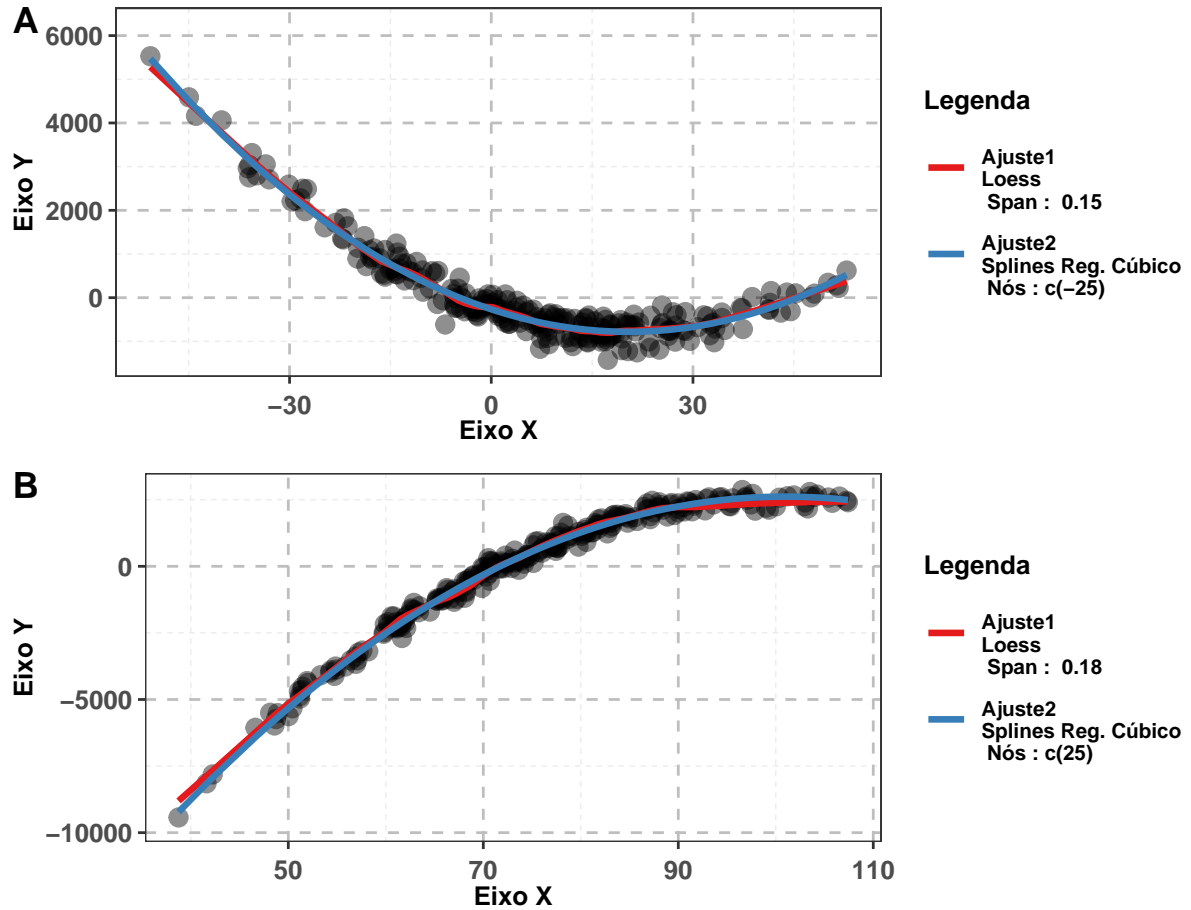 A
6000
4000
2000
0
Eixo Y
−30
0
30
Eixo X
Legenda
Ajuste1
Loess
Span : 0.15
Ajuste2
Splines Reg. Cúbico
Nós : c(−25)
B
0
−5000
−10000
Eixo Y
50
70
90
110
Eixo X
Legenda
Ajuste1
Loess
Span : 0.18
Ajuste2
Splines Reg. Cúbico
Nós : c(25)